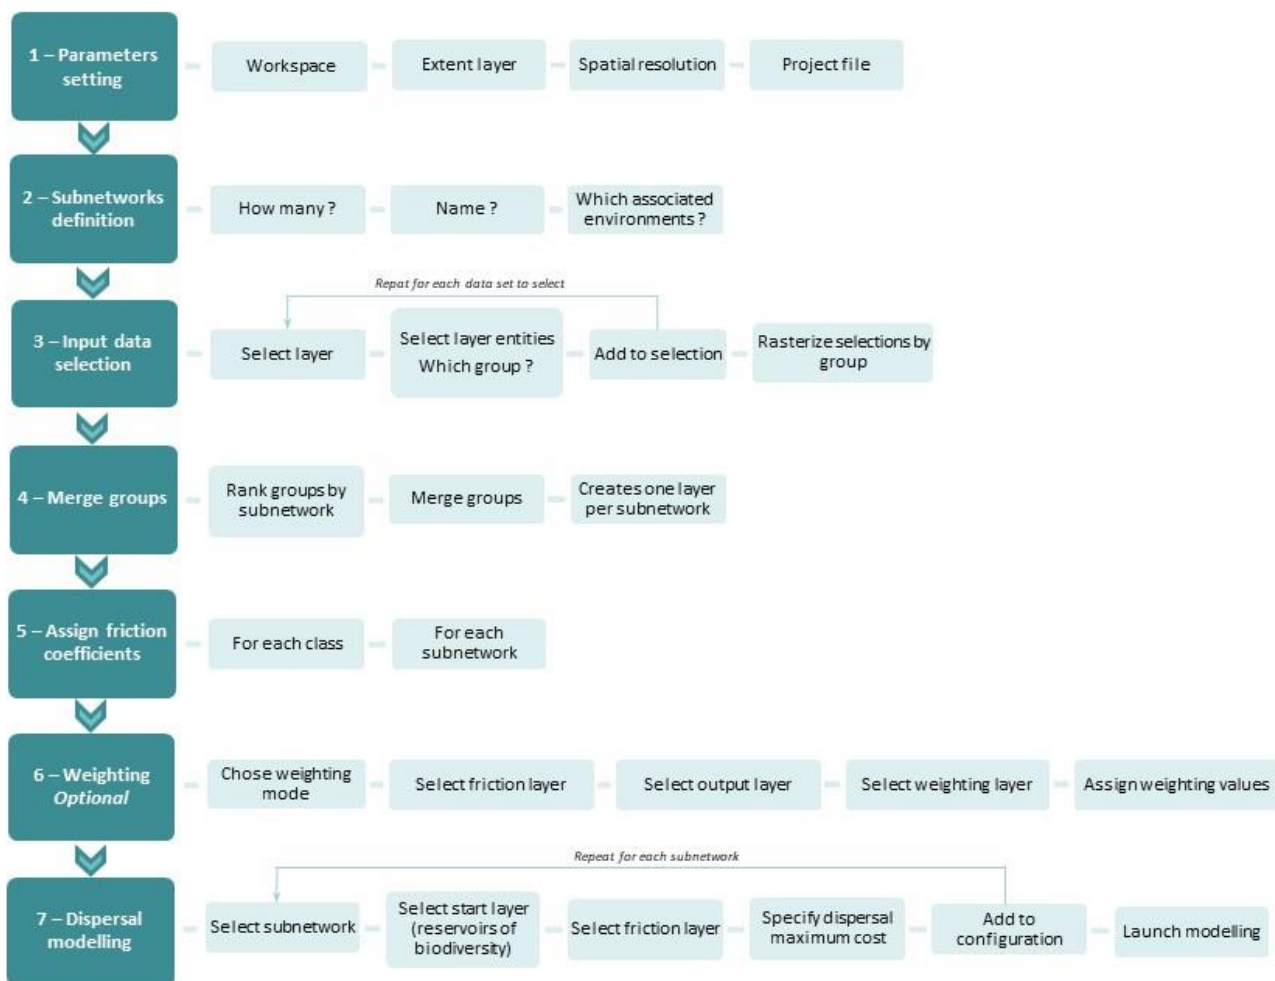 1 – Parameters
setting
Workspace
Extent layer
Spatial resolution
Project file
2 – Subnetworks
definition
How many ?
Name ?
Which associated
environments ?
Repat for each data set to select
3 – Input data
selection
Select layer
Select layer entities
Which group ?
Add to selection
Rasterize selections by
group
4 – Merge groups
Rank groups by
subnetwork
Merge groups
Creates one layer
per subnetwork
5 – Assign friction
coefficients
For each class
For each
subnetwork
6 – Weighting
Optional
Chose weighting
mode
Select friction layer
Select output layer
Select weighting layer
Assign weighting values
Repeat for each subnetwork
7 – Dispersal
modelling
Select subnetwork
Select start layer
(reservoirs of
biodiversity)
Select friction layer
Specify dispersal
maximum cost
Add to
configuration
Launch modelling